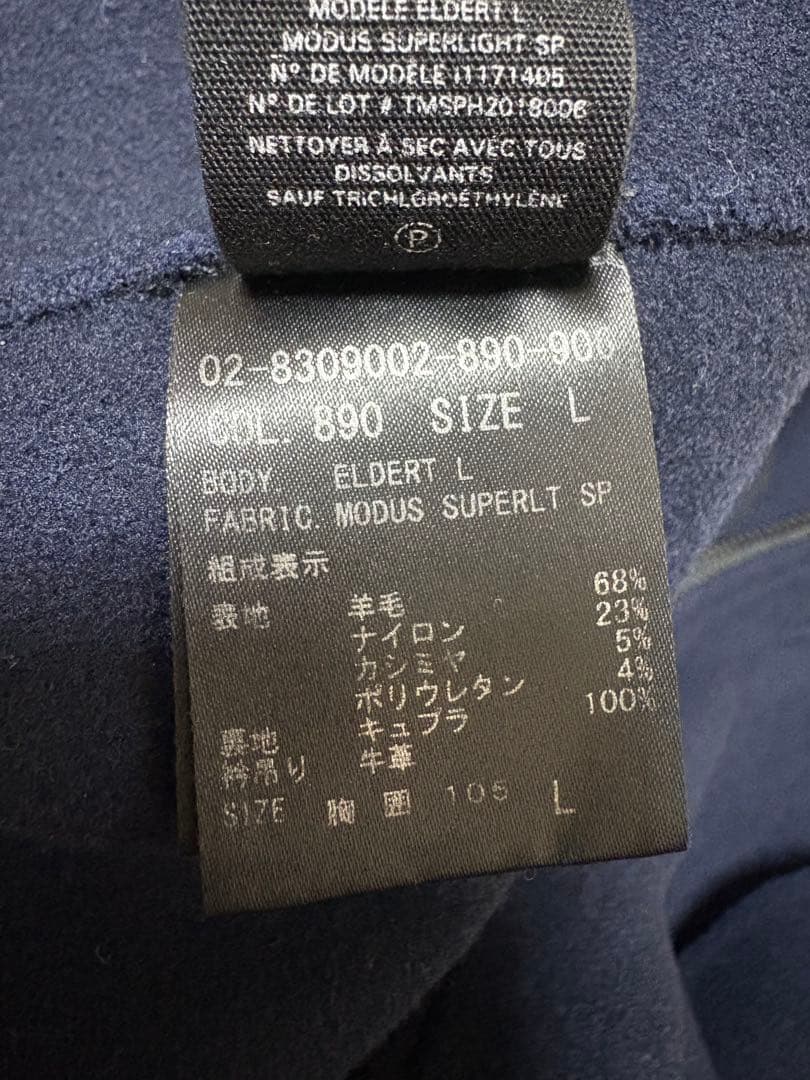 MODÈLE ELDERT L
MODUS SUPERLIGHT SP
Nº DE MODÈLE I1171405
Nº DE LOT # TMSPH2018006
NETTOYER À SEC AVEC TOUS
DISSOLVANTS
SAUF TRICHLOROÉTHYLÈNE
P
02-8309002-890-900
COL. 890 SIZE L
BODY ELDERT L
FABRIC MODUS SUPERLT SP
組成表示
表地 羊毛 68%
ナイロン 23%
カシミヤ 5%
ポリウレタン 4%
裏地 キュプラ 100%
衿吊り 牛革
SIZE 胸囲 105 L